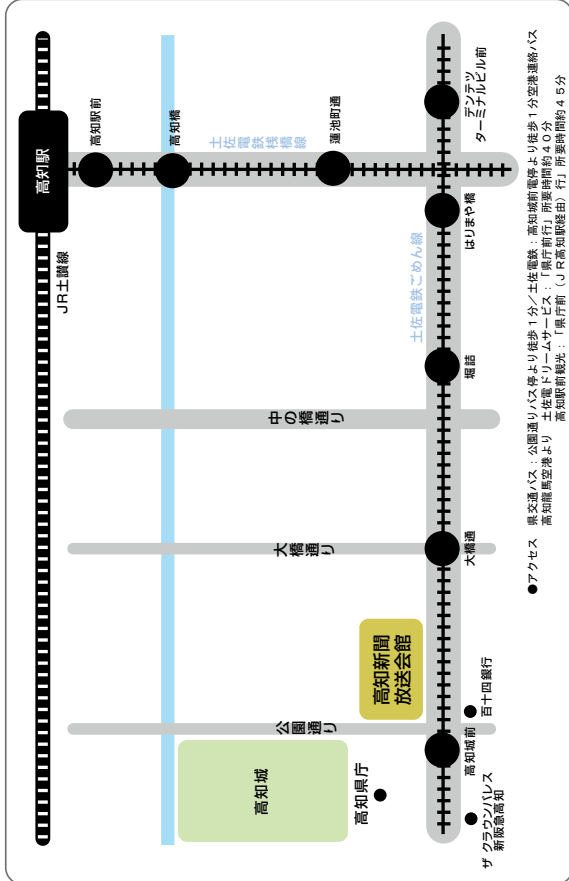 高知駅
JR土讃線
高知駅前
高知橋
土佐電鉄桟橋線
蓮池町通
デンテツ
ターミナルビル前
はりまや橋
土佐電鉄ごめん線
堀詰
中の橋通り
大橋通り
大橋通
高知新聞
放送会館
公園通り
百十四銀行
高知城前
高知城
高知県庁
ザ クラウンパレス
新阪急高知
●アクセス 県交通バス：公園通りバス停より徒歩1分／土佐電鉄：高知城前電停より徒歩1分空港連絡バス
高知龍馬空港より 土佐電ドリームサービス：「県庁前行」所要時間約40分
高知駅前観光：「県庁前（JR高知駅経由）行」所要時間約45分